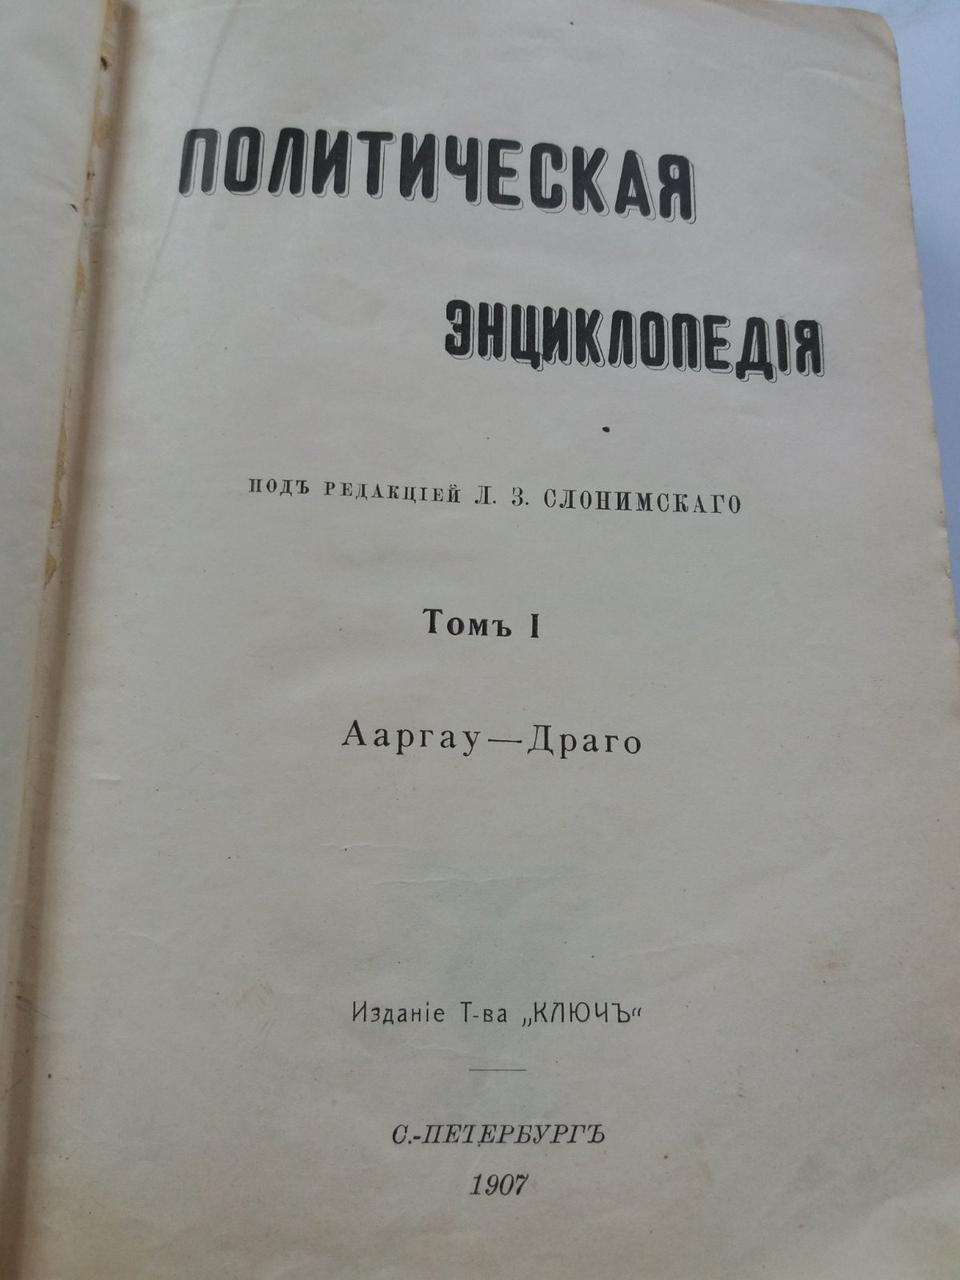 ПОЛИТИЧЕСКАЯ
ЭНЦИКЛОПЕДІЯ
ПОДЪ РЕДАКЦІЕЙ Л. З. СЛОНИМСКАГО
Томъ I
Ааргау—Драго
Изданіе Т-ва „КЛЮЧЪ“
С.-ПЕТЕРБУРГЪ
1907